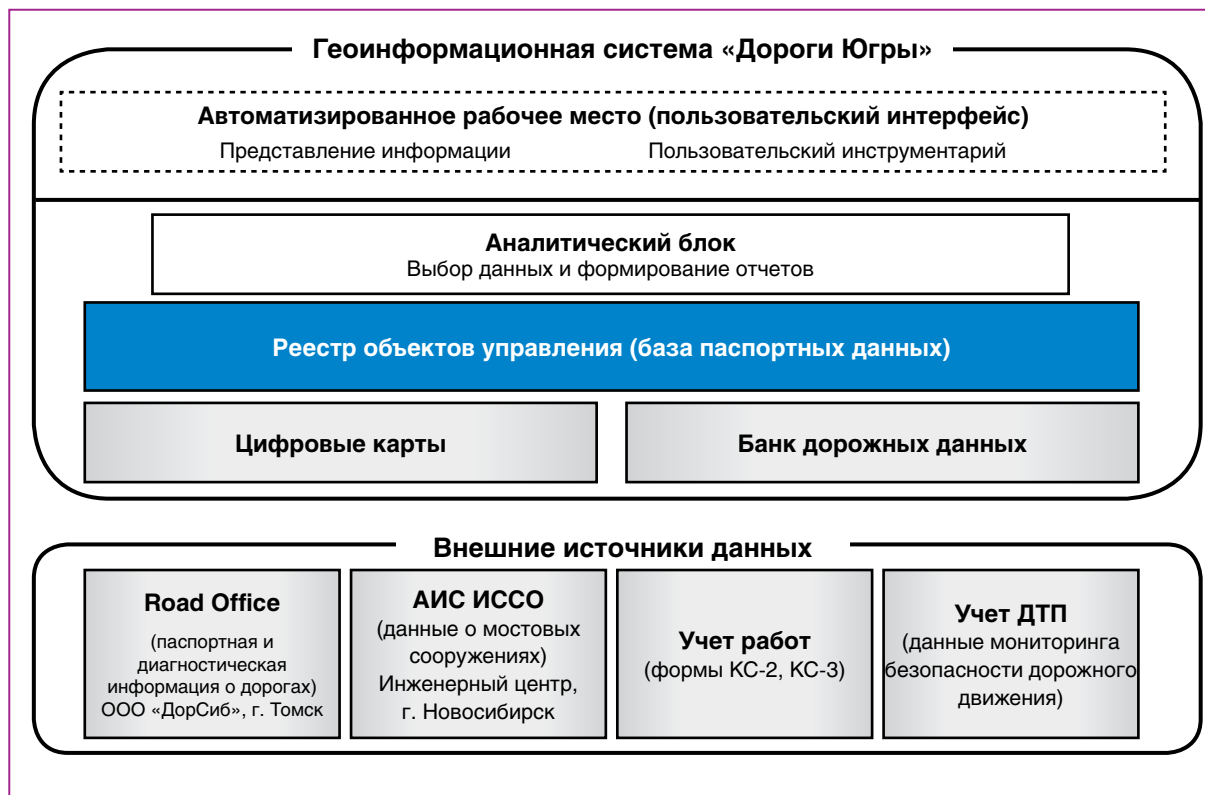 Геоинформационная система «Дороги Югры»
Автоматизированное рабочее место (пользовательский интерфейс)
Представление информации
Пользовательский инструментарий
Аналитический блок
Выбор данных и формирование отчетов
Реестр объектов управления (база паспортных данных)
Цифровые карты
Банк дорожных данных
Внешние источники данных
Road Office
(паспортная и
диагностическая
информация о дорогах)
ООО «ДорСиб», г. Томск
АИС ИССО
(данные о мостовых
сооружениях)
Инженерный центр,
г. Новосибирск
Учет работ
(формы КС-2, КС-3)
Учет ДТП
(данные мониторинга
безопасности дорожного
движения)